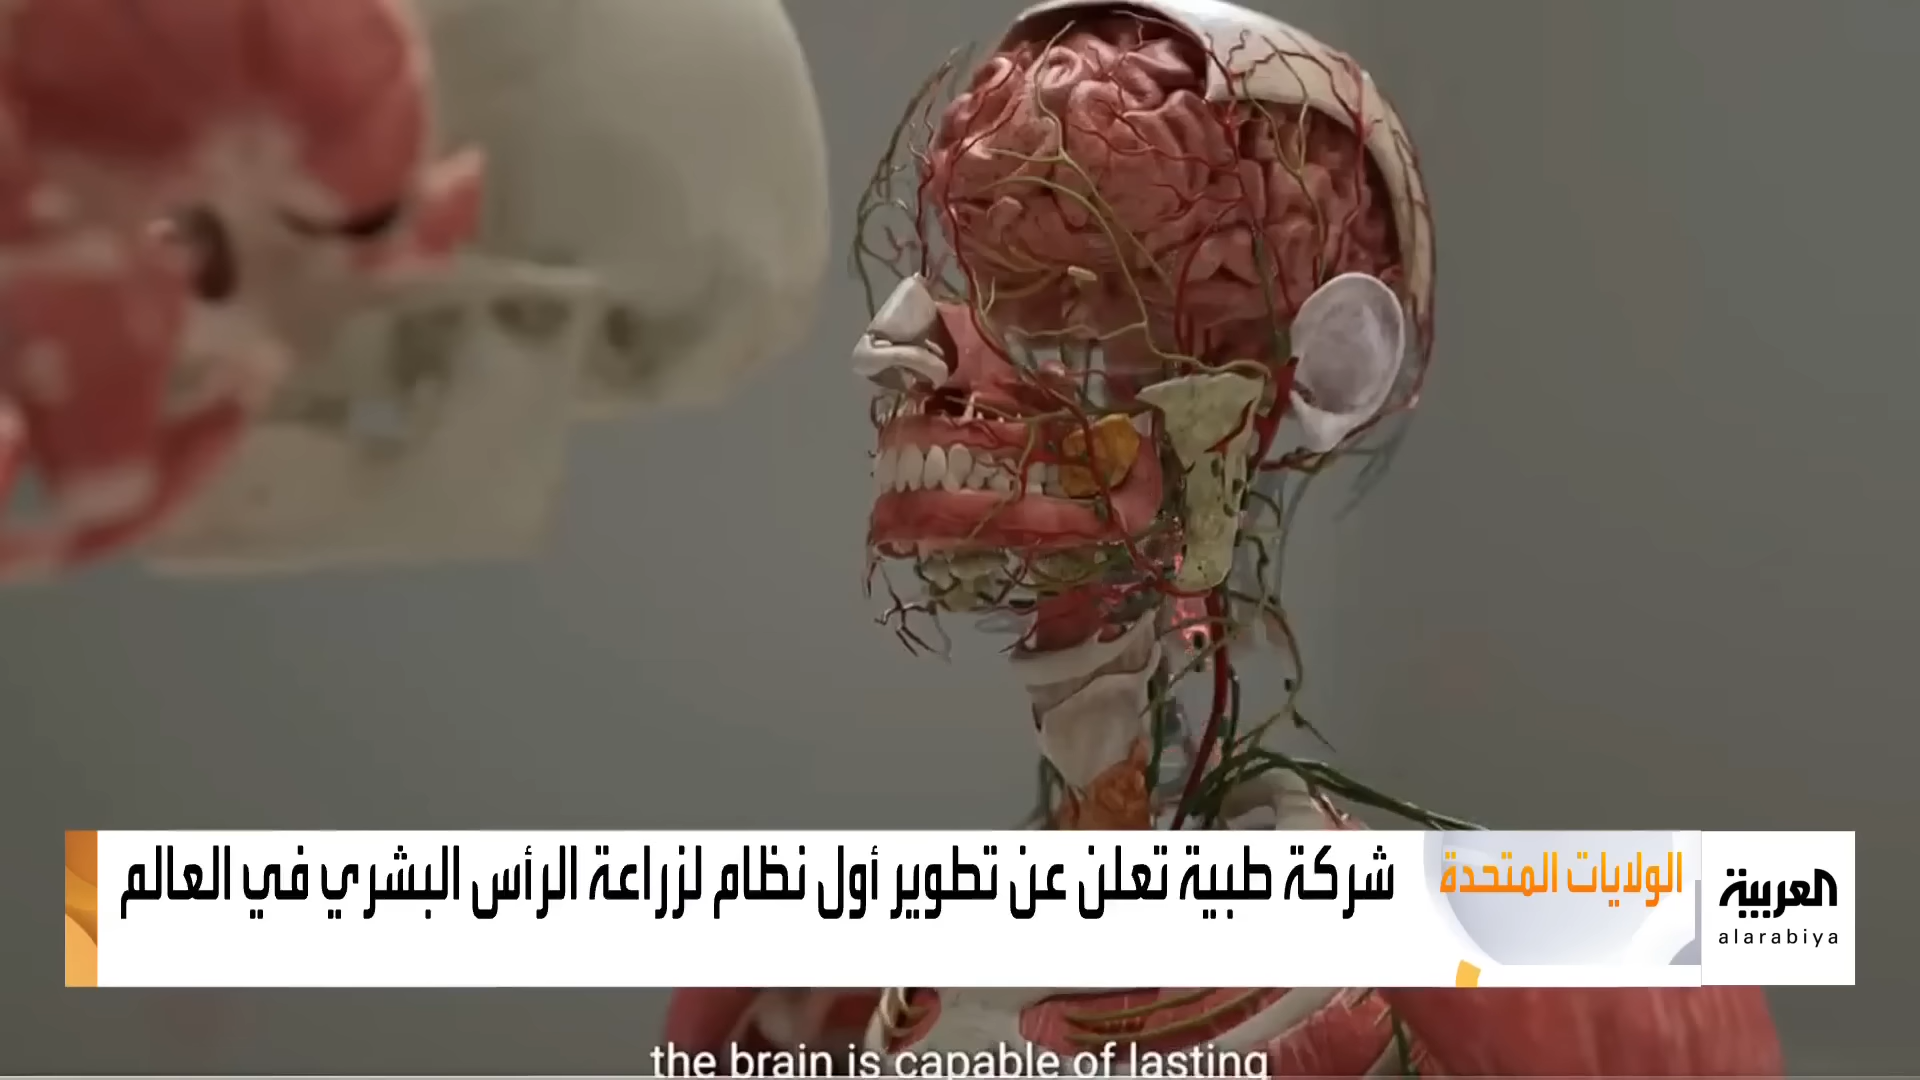 العربية
alarabiya
الولايات المتحدة
شركة طبية تعلن عن تطوير أول نظام لزراعة الرأس البشري في العالم
the brain is capable of lasting